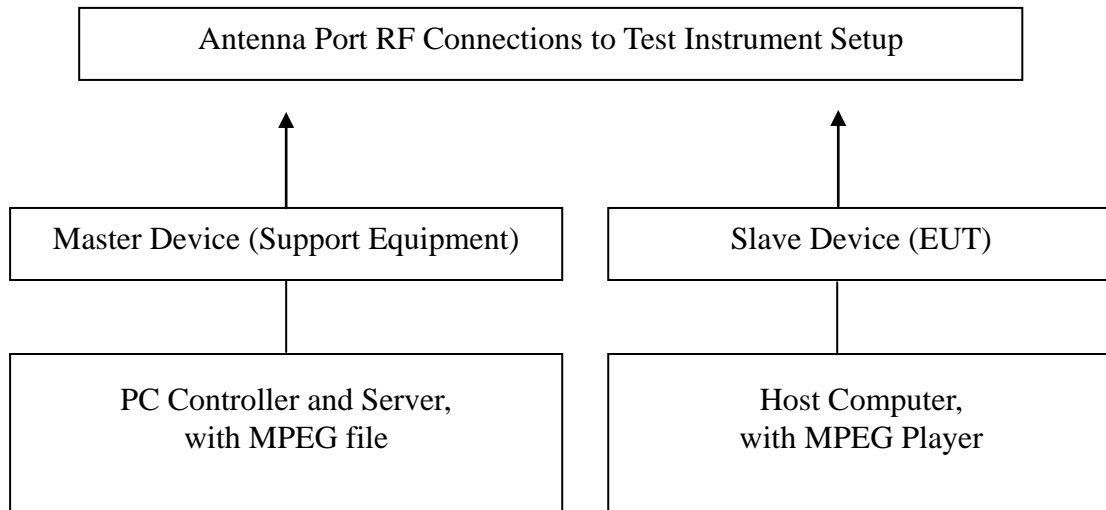 Antenna Port RF Connections to Test Instrument Setup
Master Device (Support Equipment)
Slave Device (EUT)
PC Controller and Server,
with MPEG file
Host Computer,
with MPEG Player